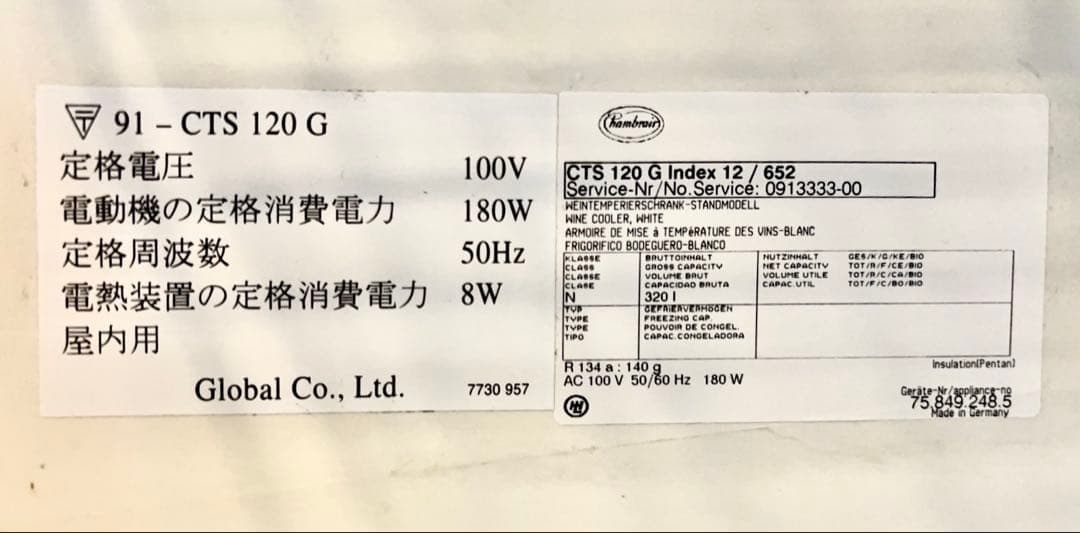 91 – CTS 120 G
定格電圧 100V
電動機の定格消費電力 180W
定格周波数 50Hz
電熱装置の定格消費電力 8W
屋内用
Global Co., Ltd. 7730 957
Chambrair
CTS 120 G Index 12 / 652
Service-Nr/No.Service: 0913333-00
WEINTEMPERIERSCHRANK-STANDMODELL
WINE COOLER, WHITE
ARMOIRE DE MISE à TEMPéRATURE DES VINS-BLANC
FRIGORIFICO BODEGUERO-BLANCO
KLASSE BRUTTOINHALT NUTZINHALT GES/K/G/KE/BIO
CLASS GROSS CAPACITY NET CAPACITY TOT/R/F/CE/BIO
CLASSE VOLUME BRUT VOLUME UTILE TOT/R/C/CA/BIO
CLASE CAPACIDAD BRUTA CAPAC.UTIL TOT/F/C/BO/BIO
N 320 l
TYP GEFRIERVERMÖGEN
TYPE FREEZING CAP.
TYPE POUVOIR DE CONGEL.
TIPO CAPAC.CONGELADORA
R 134 a : 140 g Insulation(Pentan)
AC 100 V 50/60 Hz 180 W
Geräte-Nr/appliance-no
75.849.248.5
Made in Germany